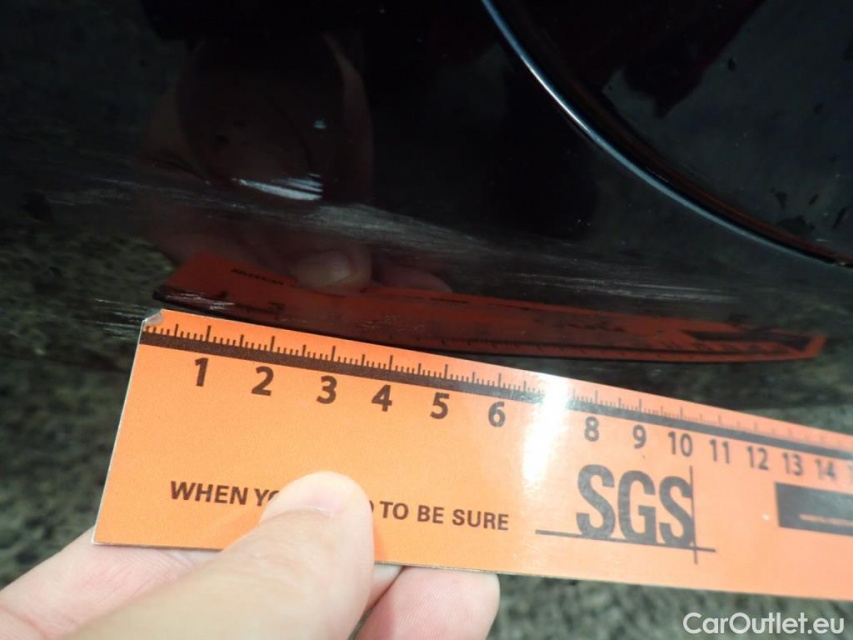 1 2 3 4 5 6 8 9 10 11 12 13 14
WHEN YO TO BE SURE
SGS
CarOutlet.eu